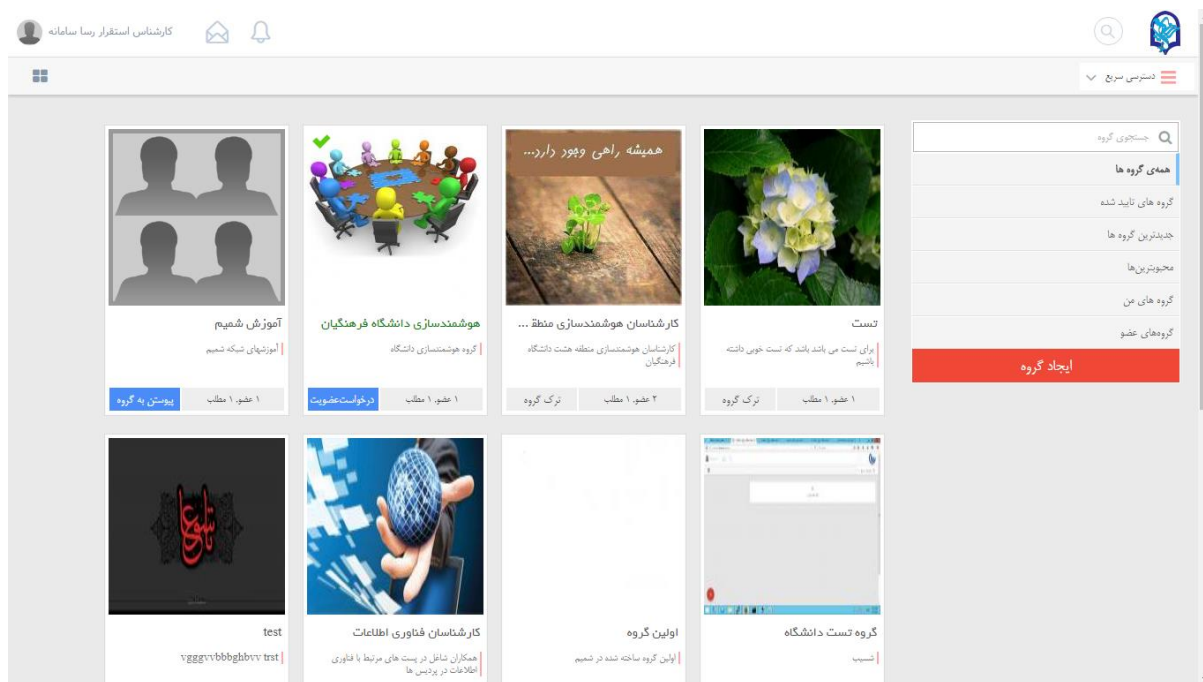 کارشناس استقرار رسا سامانه
دسترسی سریع
جستجوی گروه
همه‌ی گروه ها
گروه های تایید شده
جدیدترین گروه ها
محبوبترین‌ها
گروه های من
گروه‌های عضو
ایجاد گروه
تست
برای تست می باشد باشد که تست خوبی داشته
باشیم
۱ عضو, ۱ مطلب
ترک گروه
همیشه راهی وجود دارد...
کارشناسان هوشمندسازی منطق ...
کارشناسان هوشمندسازی منطقه هشت دانشگاه
فرهنگیان
۲ عضو, ۱ مطلب
ترک گروه
هوشمندسازی دانشگاه فرهنگیان
گروه هوشمتسازی دانشگاه
۱ عضو, ۱ مطلب
درخواست‌عضویت
آموزش شمیم
آموزشهای شبکه شمیم
۱ عضو, ۱ مطلب
پیوستن به گروه
گروه تست دانشگاه
شسیب
اولین گروه
اولین گروه ساخته شده در شمیم
کارشناسان فناوری اطلاعات
همکاران شاغل در پست های مرتبط با فناوری
اطلاعات در پردیس ها
test
vgggvvbbbghbvv trst